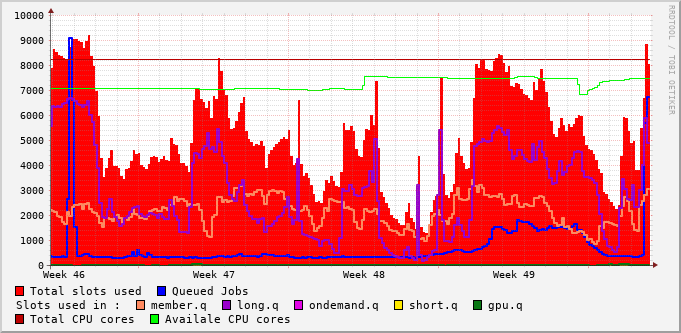 10000
9000
8000
7000
6000
5000
4000
3000
2000
1000
0
Week 46 Week 47 Week 48 Week 49
RRDTOOL / TOBI OETIKER
Total slots used Queued Jobs
Slots used in : member.q long.q ondemand.q short.q gpu.q
Total CPU cores Availale CPU cores